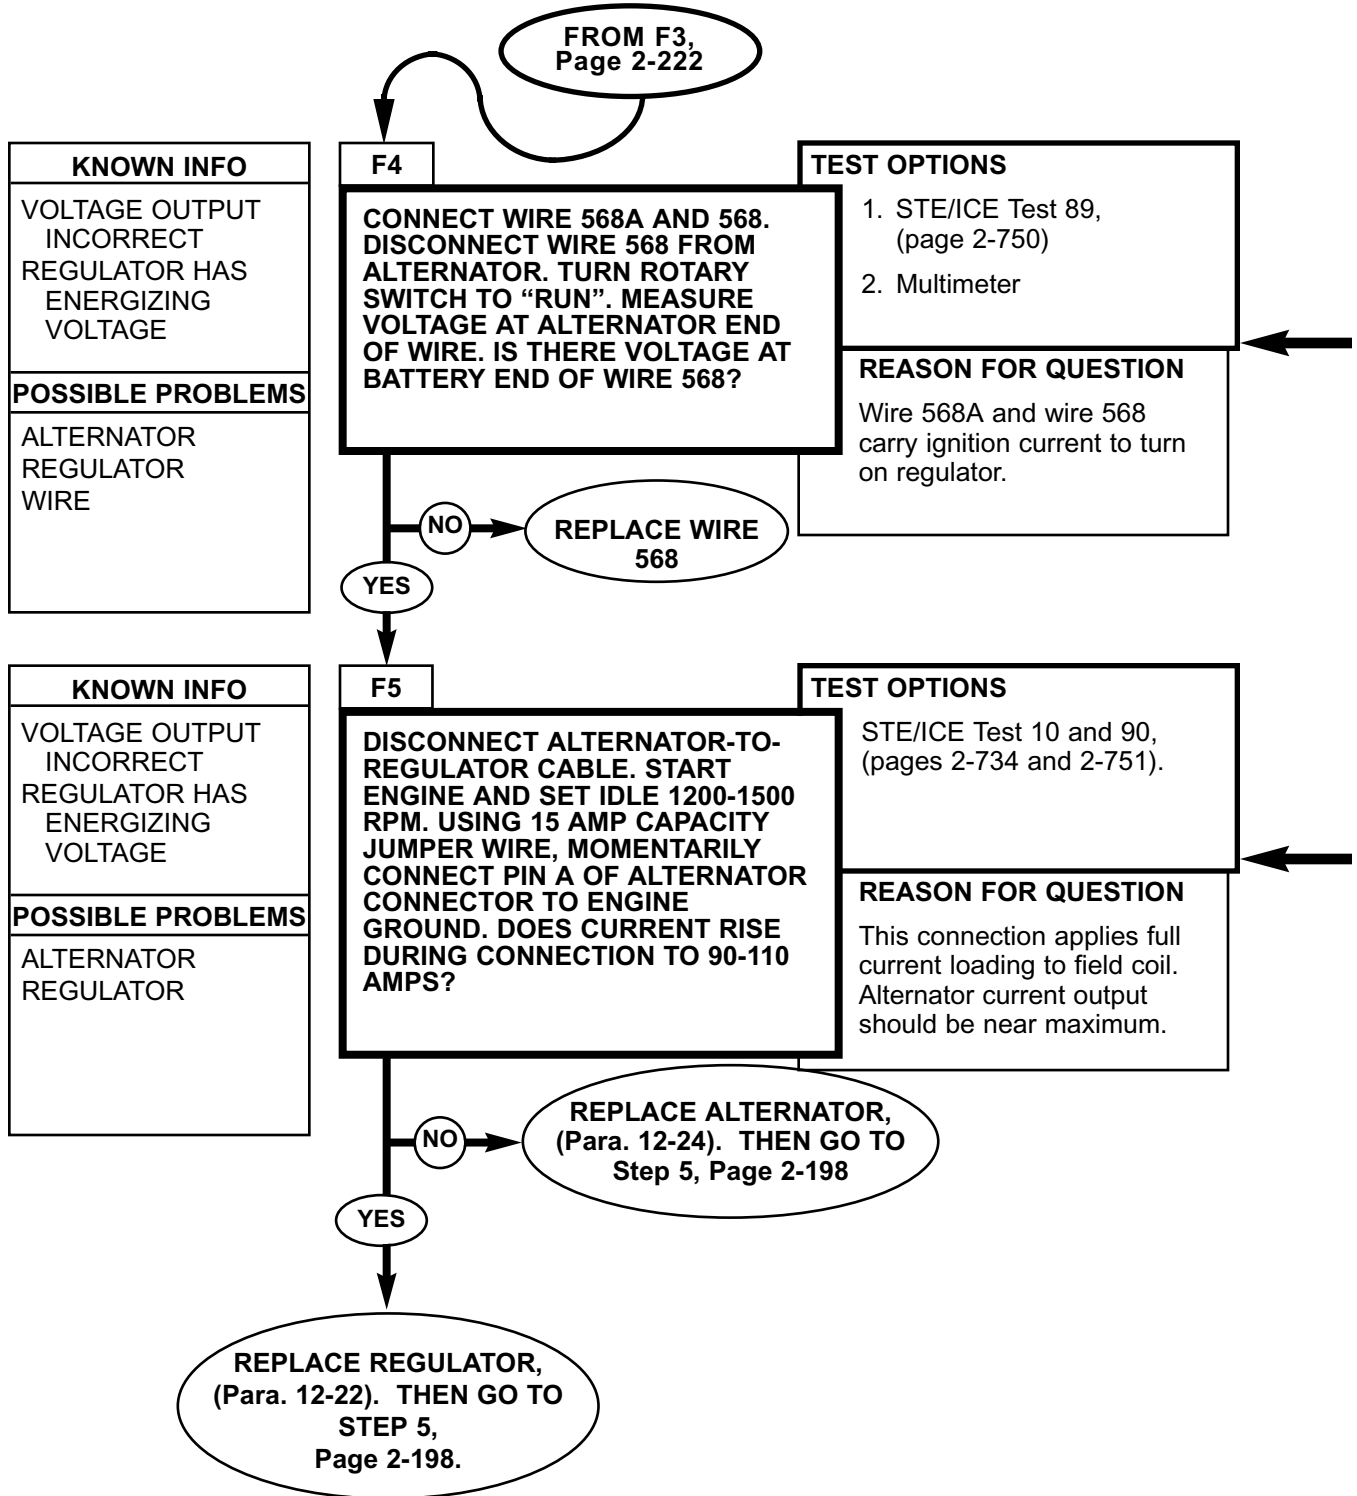 FROM F3,
Page 2-222
KNOWN INFO
VOLTAGE OUTPUT
INCORRECT
REGULATOR HAS
ENERGIZING
VOLTAGE
POSSIBLE PROBLEMS
ALTERNATOR
REGULATOR
WIRE
F4
CONNECT WIRE 568A AND 568.
DISCONNECT WIRE 568 FROM
ALTERNATOR. TURN ROTARY
SWITCH TO “RUN”. MEASURE
VOLTAGE AT ALTERNATOR END
OF WIRE. IS THERE VOLTAGE AT
BATTERY END OF WIRE 568?
TEST OPTIONS
1. STE/ICE Test 89,
(page 2-750)
2. Multimeter
REASON FOR QUESTION
Wire 568A and wire 568
carry ignition current to turn
on regulator.
NO
REPLACE WIRE
568
YES
KNOWN INFO
VOLTAGE OUTPUT
INCORRECT
REGULATOR HAS
ENERGIZING
VOLTAGE
POSSIBLE PROBLEMS
ALTERNATOR
REGULATOR
F5
DISCONNECT ALTERNATOR-TO-
REGULATOR CABLE. START
ENGINE AND SET IDLE 1200-1500
RPM. USING 15 AMP CAPACITY
JUMPER WIRE, MOMENTARILY
CONNECT PIN A OF ALTERNATOR
CONNECTOR TO ENGINE
GROUND. DOES CURRENT RISE
DURING CONNECTION TO 90-110
AMPS?
TEST OPTIONS
STE/ICE Test 10 and 90,
(pages 2-734 and 2-751).
REASON FOR QUESTION
This connection applies full
current loading to field coil.
Alternator current output
should be near maximum.
NO
REPLACE ALTERNATOR,
(Para. 12-24). THEN GO TO
Step 5, Page 2-198
YES
REPLACE REGULATOR,
(Para. 12-22). THEN GO TO
STEP 5,
Page 2-198.